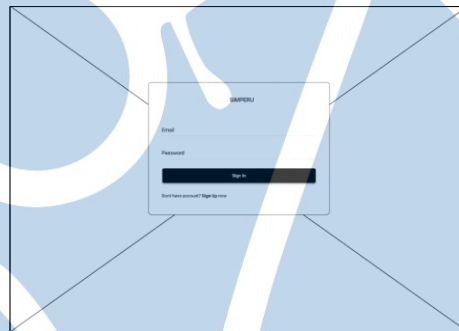 SIMPERU
Email
Password
Sign In
Dont have account? Sign Up now